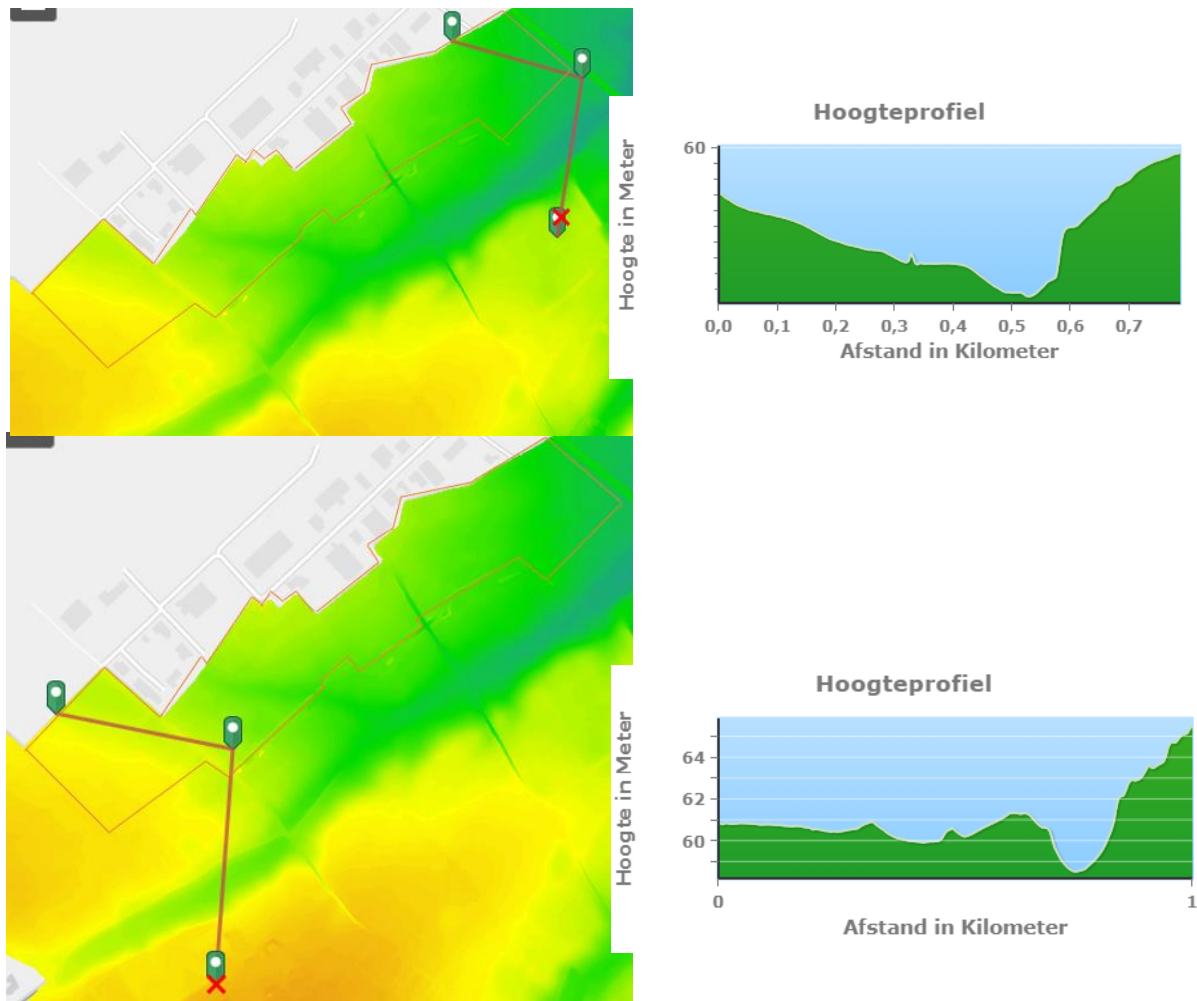 Hoogteprofiel
Hoogte in Meter
60
0,0 0,1 0,2 0,3 0,4 0,5 0,6 0,7
Afstand in Kilometer
Hoogteprofiel
Hoogte in Meter
64
62
60
0 1
Afstand in Kilometer